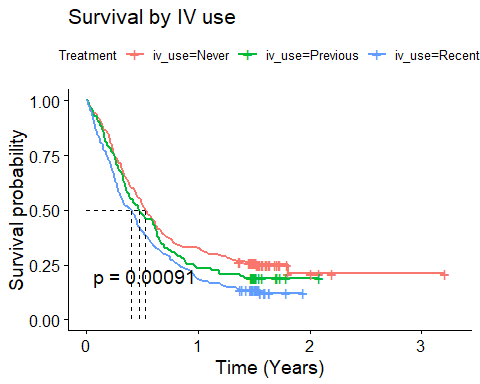 Survival by IV use
Treatment iv_use=Never iv_use=Previous iv_use=Recent
Survival probability
1.00
0.75
0.50
0.25
0.00
p = 0.00091
0 1 2 3
Time (Years)